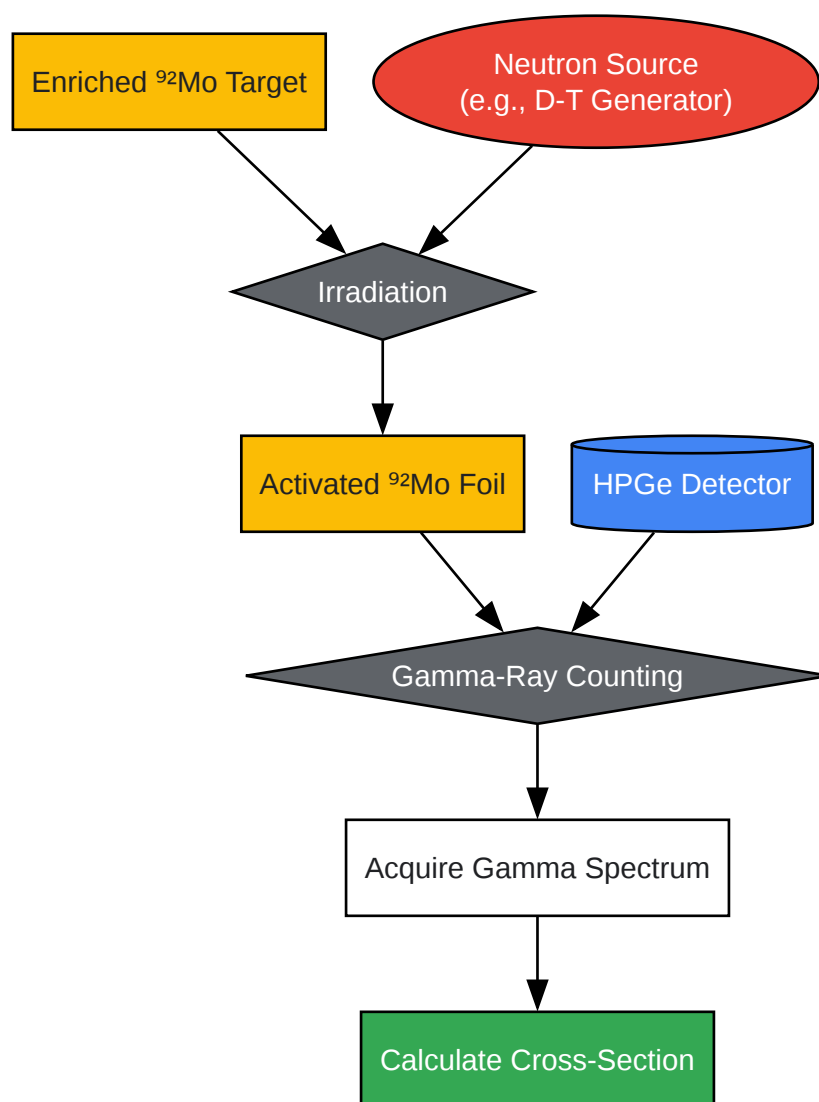 Enriched ⁹²Mo Target
Neutron Source
(e.g., D-T Generator)
Irradiation
Activated ⁹²Mo Foil
HPGe Detector
Gamma-Ray Counting
Acquire Gamma Spectrum
Calculate Cross-Section